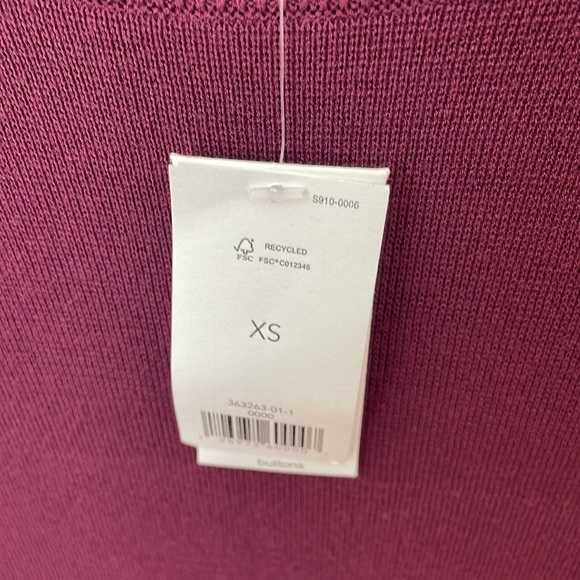 S910-0006
RECYCLED
FSC FSC®C012345
XS
363263-01-1
0000
buttons